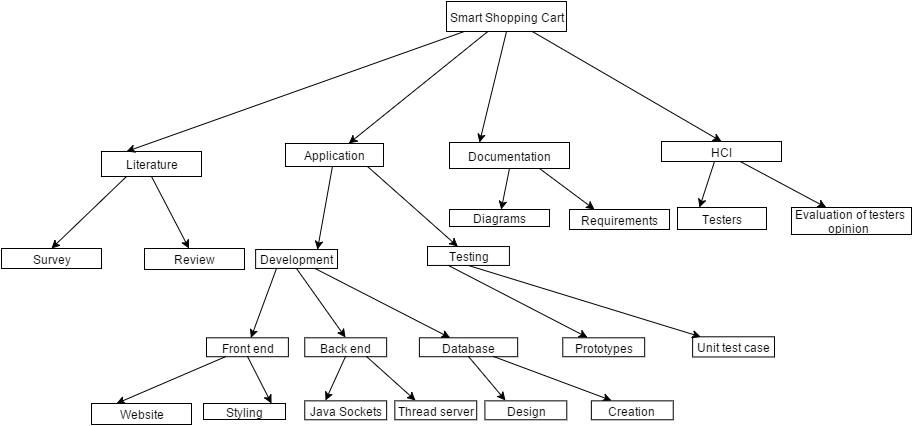 Smart Shopping Cart
Literature
Application
Documentation
HCI
Diagrams
Requirements
Testers
Evaluation of testers
opinion
Survey
Review
Development
Testing
Front end
Back end
Database
Prototypes
Unit test case
Website
Styling
Java Sockets
Thread server
Design
Creation